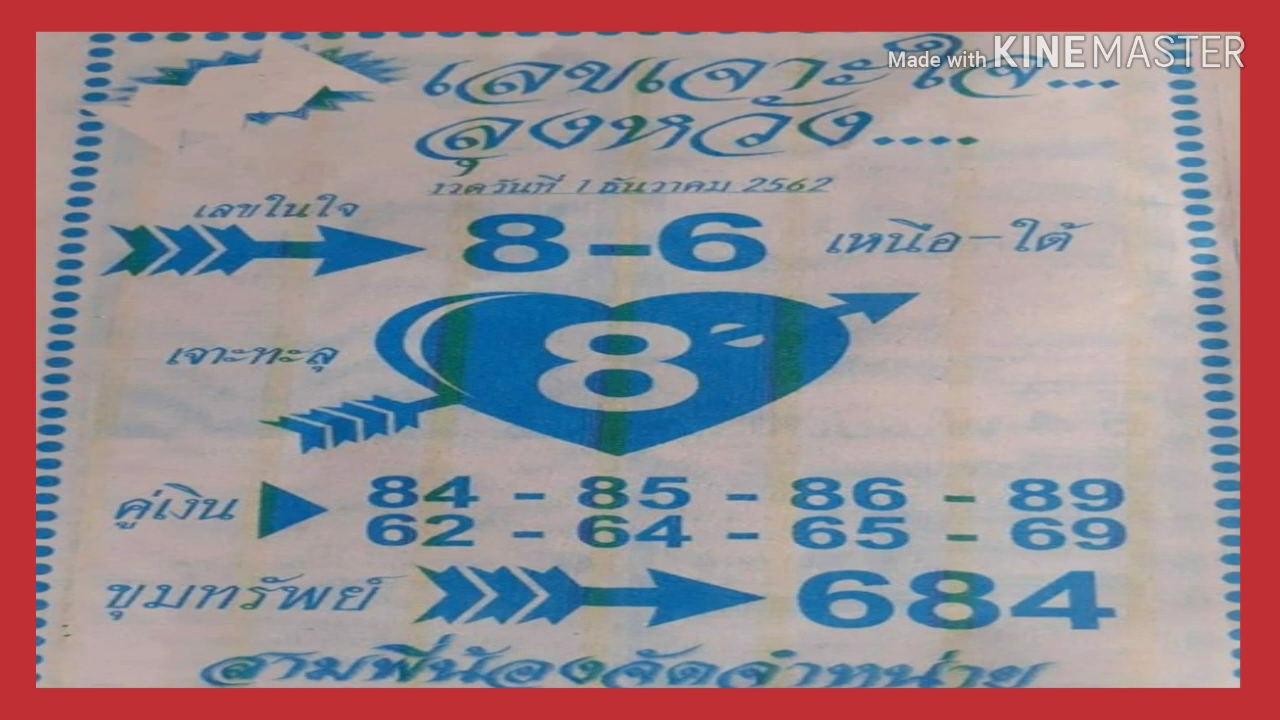 Made with KINEMASTER
เลขเจาะใจ...
ลุงหวัง....
งวดวันที่ 1 ธันวาคม 2562
เลขในใจ
8-6 เหนือ-ใต้
เจาะทะลุ
8
คู่เงิน
84 - 85 - 86 - 89
62 - 64 - 65 - 69
ขุมทรัพย์ 684
สามพี่น้องจัดจำหน่าย